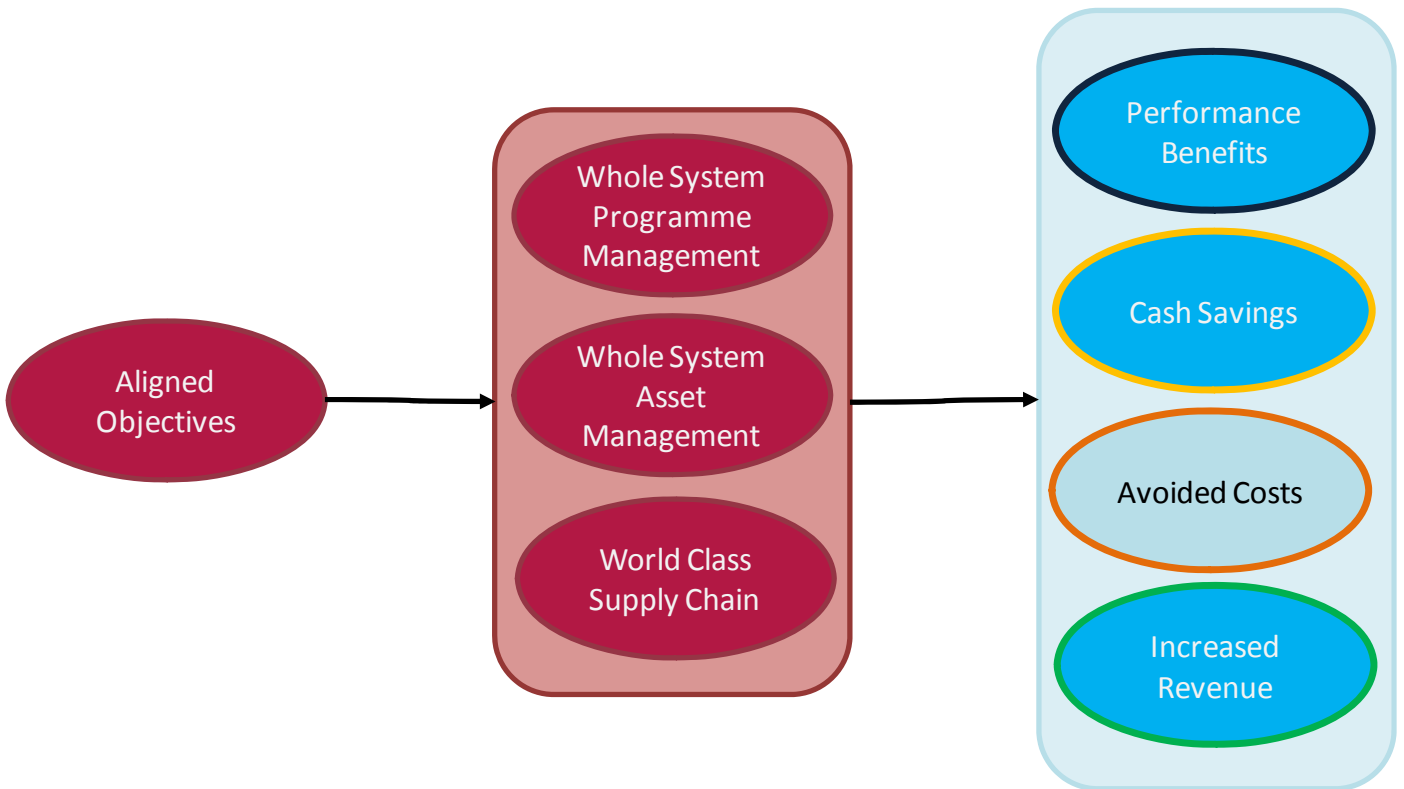 Aligned
Objectives
Whole System
Programme
Management
Whole System
Asset
Management
World Class
Supply Chain
Performance
Benefits
Cash Savings
Avoided Costs
Increased
Revenue